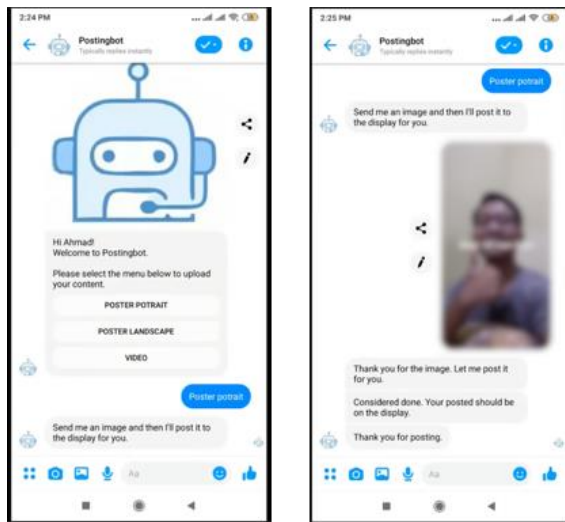 2:24 PM
Postingbot
Typically replies instantly
Hi Ahmad!
Welcome to Postingbot.
Please select the menu below to upload
your content.
POSTER POTRAIT
POSTER LANDSCAPE
VIDEO
Poster potrait
Send me an image and then I'll post it to
the display for you.
Aa
2:25 PM
Postingbot
Typically replies instantly
Poster potrait
Send me an image and then I'll post it to
the display for you.
Thank you for the image. Let me post it
for you.
Considered done. Your posted should be
on the display.
Thank you for posting.
Aa